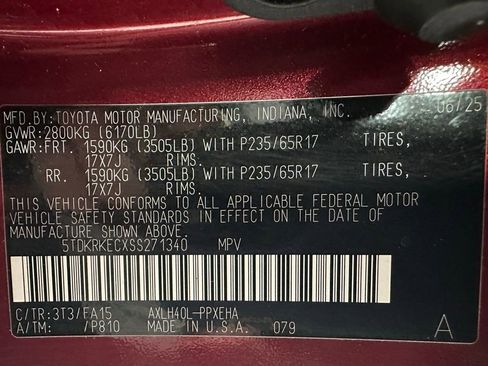 MFD.BY: TOYOTA MOTOR MANUFACTURING, INDIANA, INC. 06/25
GVWR:2800KG (6170LB)
GAWR:FRT. 1590KG (3505LB) WITH P235/65R17 TIRES,
17X7J RIMS.
RR. 1590KG (3505LB) WITH P235/65R17 TIRES,
17X7J RIMS.
THIS VEHICLE CONFORMS TO ALL APPLICABLE FEDERAL MOTOR
VEHICLE SAFETY STANDARDS IN EFFECT ON THE DATE OF
MANUFACTURE SHOWN ABOVE.
5TDKRKECXSS271340 MPV
C/TR:3T3/FA15 AXLH40L-PPXEHA
A/TM: /P810 MADE IN U.S.A. 079 A